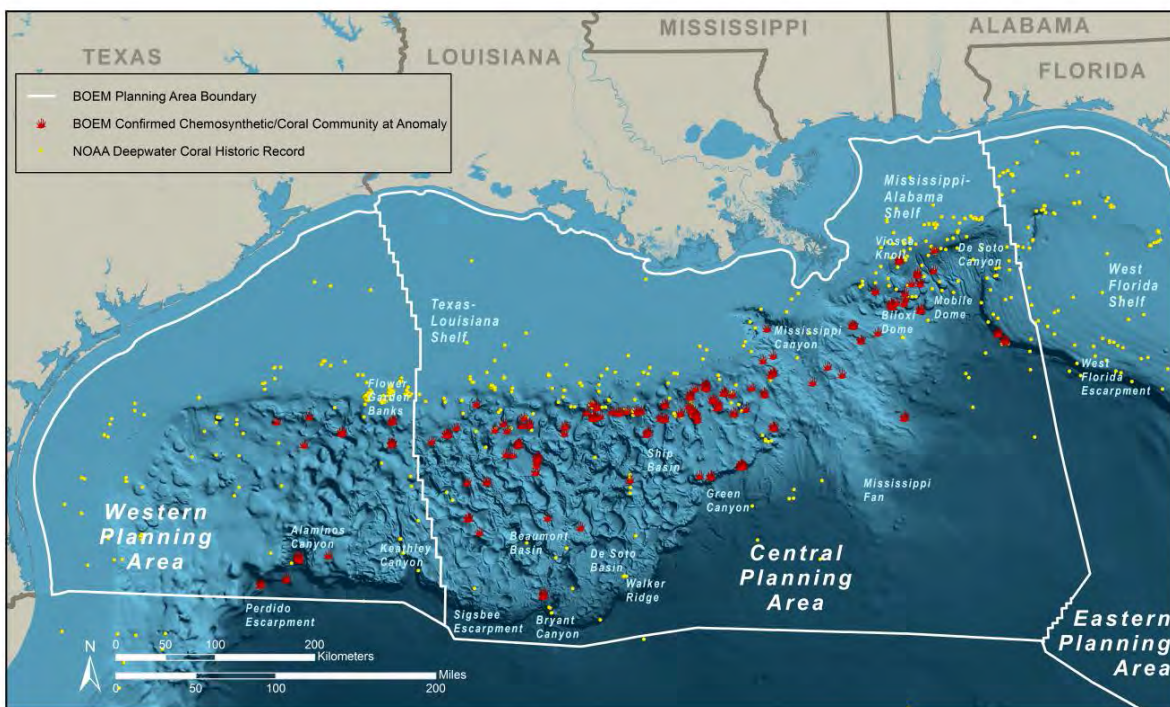 TEXAS
LOUISIANA
MISSISSIPPI
ALABAMA
FLORIDA
BOEM Planning Area Boundary
BOEM Confirmed Chemosynthetic/Coral Community at Anomaly
NOAA Deepwater Coral Historic Record
Mississippi-
Alabama
Shelf
Viosca
Knoll
De Soto
Canyon
West
Florida
Shelf
Texas-
Louisiana
Shelf
Mississippi
Canyon
Biloxi
Dome
Mobile
Dome
West
Florida
Escarpment
Flower
Garden
Banks
Ship
Basin
Green
Canyon
Mississippi
Fan
Western
Planning
Area
Alaminos
Canyon
Keathley
Canyon
Beaumont
Basin
De Soto
Basin
Walker
Ridge
Central
Planning
Area
Perdido
Escarpment
Sigsbee
Escarpment
Bryant
Canyon
Eastern
Planning
Area
N
0 50 100 200
Kilometers
Miles
0 50 100 200